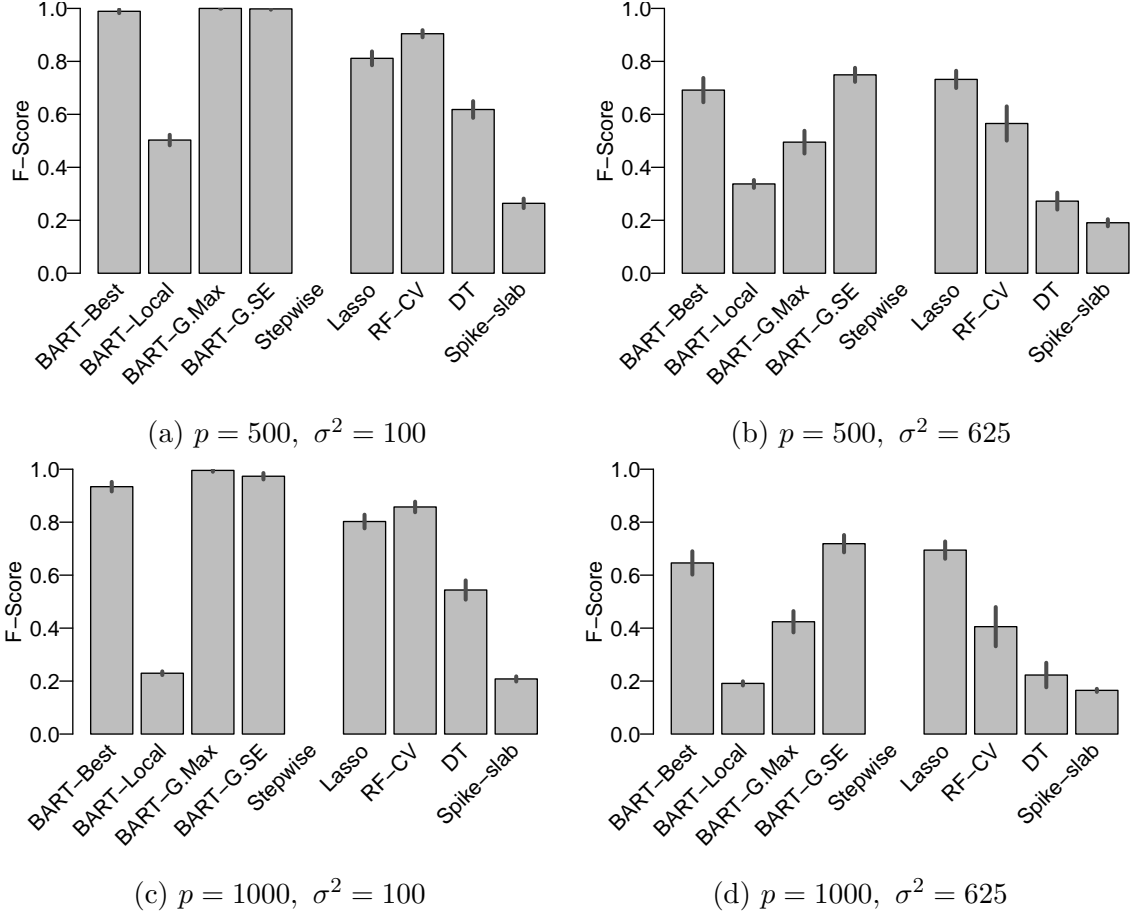 F−Score
1.0
0.8
0.6
0.4
0.2
0.0
BART−Best
BART−Local
BART−G.Max
BART−G.SE
Stepwise
Lasso
RF−CV
DT
Spike−slab
(a) p = 500, σ² = 100
F−Score
1.0
0.8
0.6
0.4
0.2
0.0
BART−Best
BART−Local
BART−G.Max
BART−G.SE
Stepwise
Lasso
RF−CV
DT
Spike−slab
(b) p = 500, σ² = 625
F−Score
1.0
0.8
0.6
0.4
0.2
0.0
BART−Best
BART−Local
BART−G.Max
BART−G.SE
Stepwise
Lasso
RF−CV
DT
Spike−slab
(c) p = 1000, σ² = 100
F−Score
1.0
0.8
0.6
0.4
0.2
0.0
BART−Best
BART−Local
BART−G.Max
BART−G.SE
Stepwise
Lasso
RF−CV
DT
Spike−slab
(d) p = 1000, σ² = 625